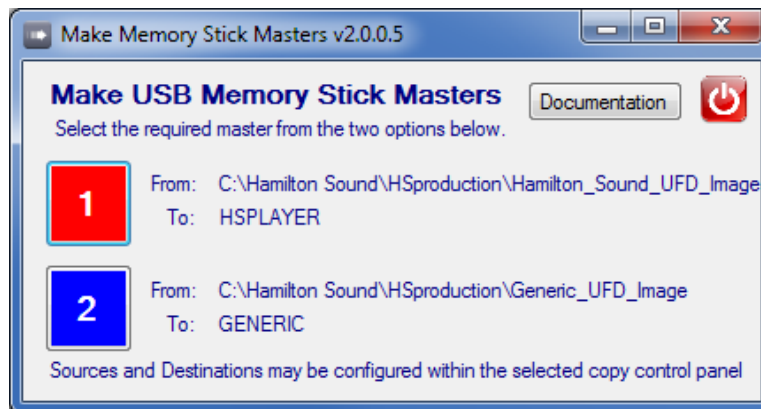 Make Memory Stick Masters v2.0.0.5
Make USB Memory Stick Masters
Documentation
Select the required master from the two options below.
1
From: C:\Hamilton Sound\HSproduction\Hamilton_Sound_UFD_Image
To: HSPLAYER
2
From: C:\Hamilton Sound\HSproduction\Generic_UFD_Image
To: GENERIC
Sources and Destinations may be configured within the selected copy control panel